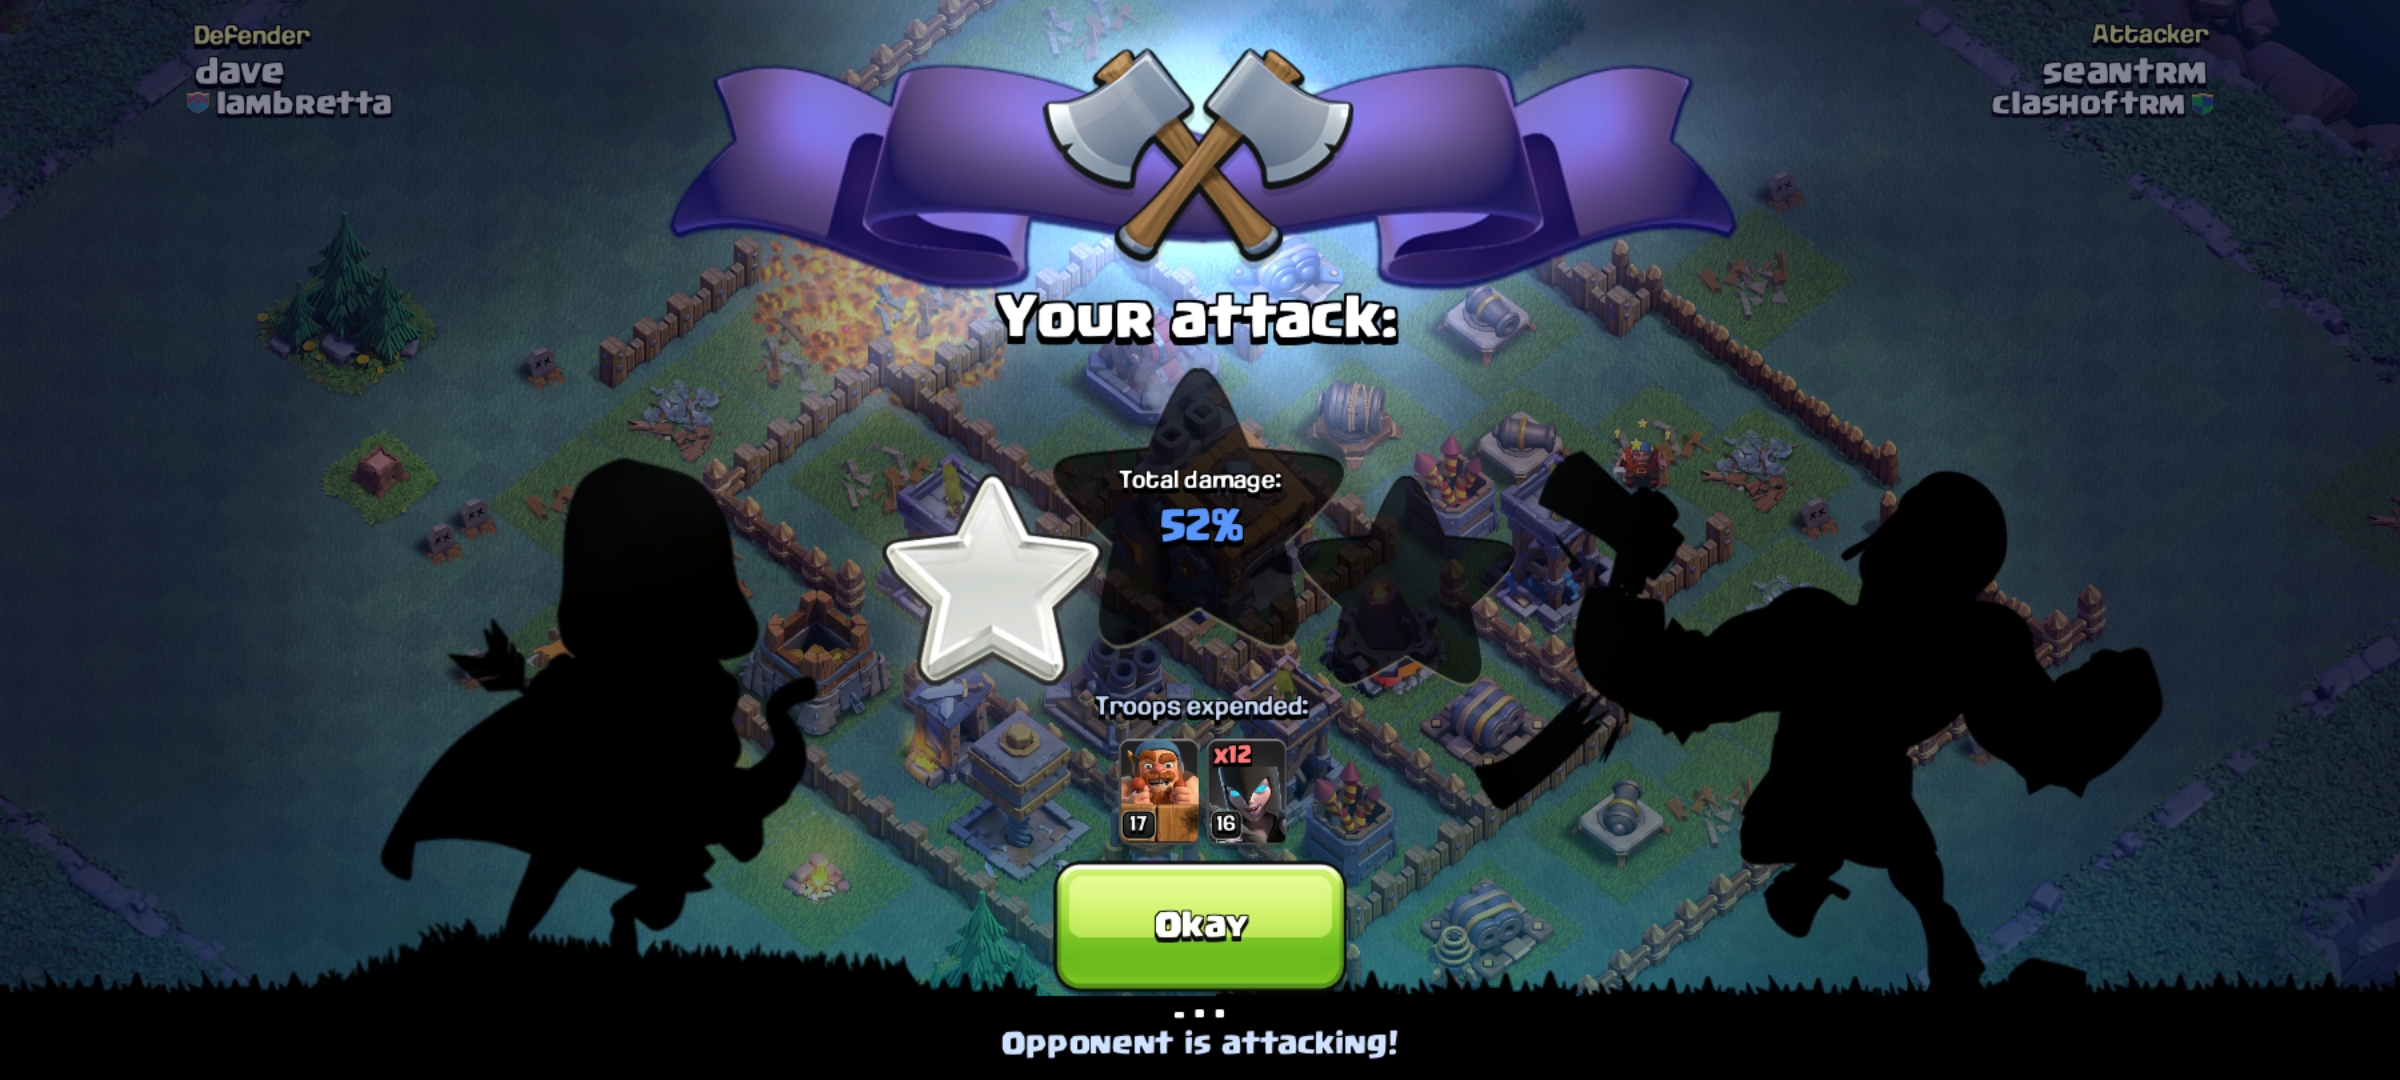 Defender
dave
lambretta
Attacker
seantrm
clashoftrm
Your attack:
Total damage:
52%
Troops expended:
17
x12
16
Okay
...
Opponent is attacking!